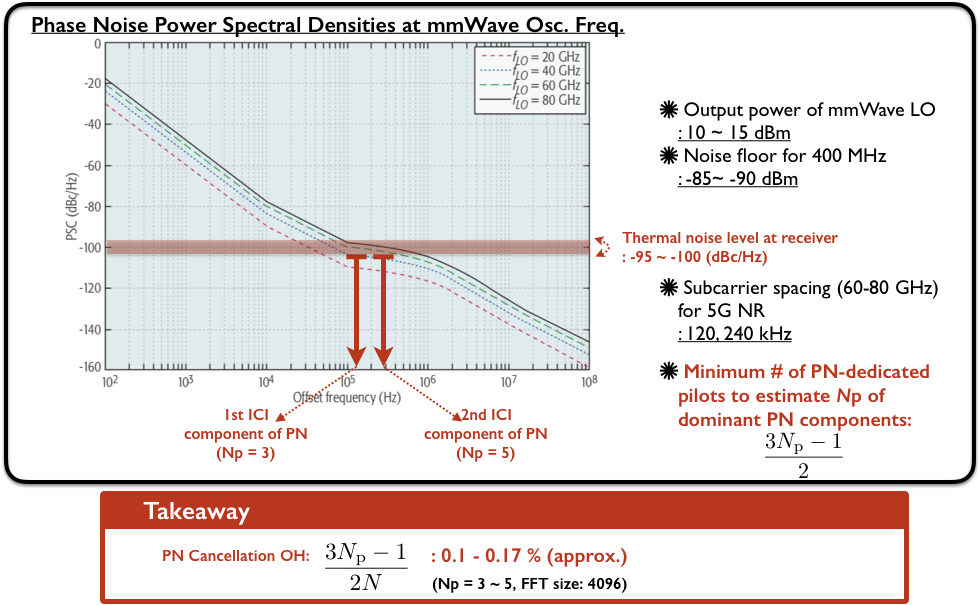 Phase Noise Power Spectral Densities at mmWave Osc. Freq.
0
-20
-40
-60
-80
-100
-120
-140
-160
PSC (dBc/Hz)
f_LO = 20 GHz
f_LO = 40 GHz
f_LO = 60 GHz
f_LO = 80 GHz
10^2 10^3 10^4 10^5 10^6 10^7 10^8
Offset frequency (Hz)
1st ICI
component of PN
(Np = 3)
2nd ICI
component of PN
(Np = 5)
✷ Output power of mmWave LO
: 10 ~ 15 dBm
✷ Noise floor for 400 MHz
: -85~ -90 dBm
Thermal noise level at receiver
: -95 ~ -100 (dBc/Hz)
✷ Subcarrier spacing (60-80 GHz)
for 5G NR
: 120, 240 kHz
✷ Minimum # of PN-dedicated
pilots to estimate Np of
dominant PN components:
3N_p − 1
2
Takeaway
PN Cancellation OH:
3N_p − 1
2N
: 0.1 - 0.17 % (approx.)
(Np = 3 ~ 5, FFT size: 4096)